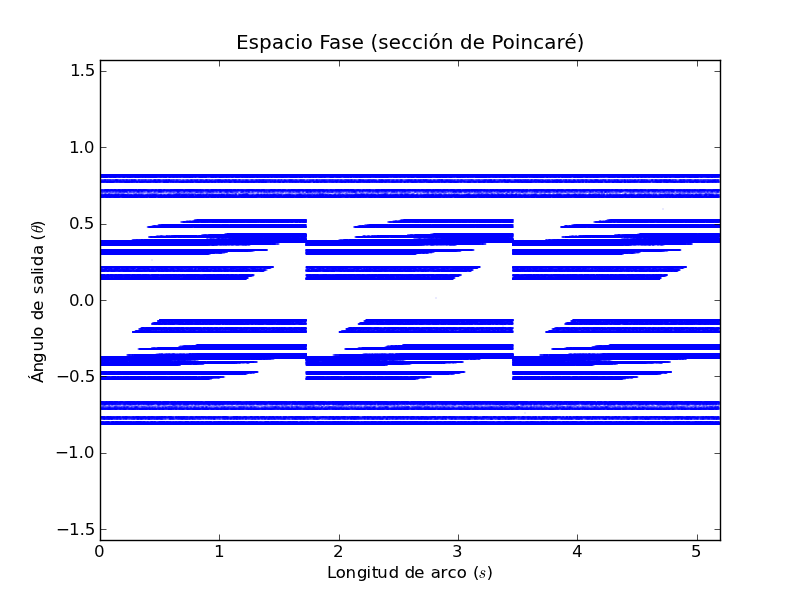 Espacio Fase (sección de Poincaré)
1.5
1.0
0.5
0.0
−0.5
−1.0
−1.5
Ángulo de salida (θ)
0 1 2 3 4 5
Longitud de arco (s)